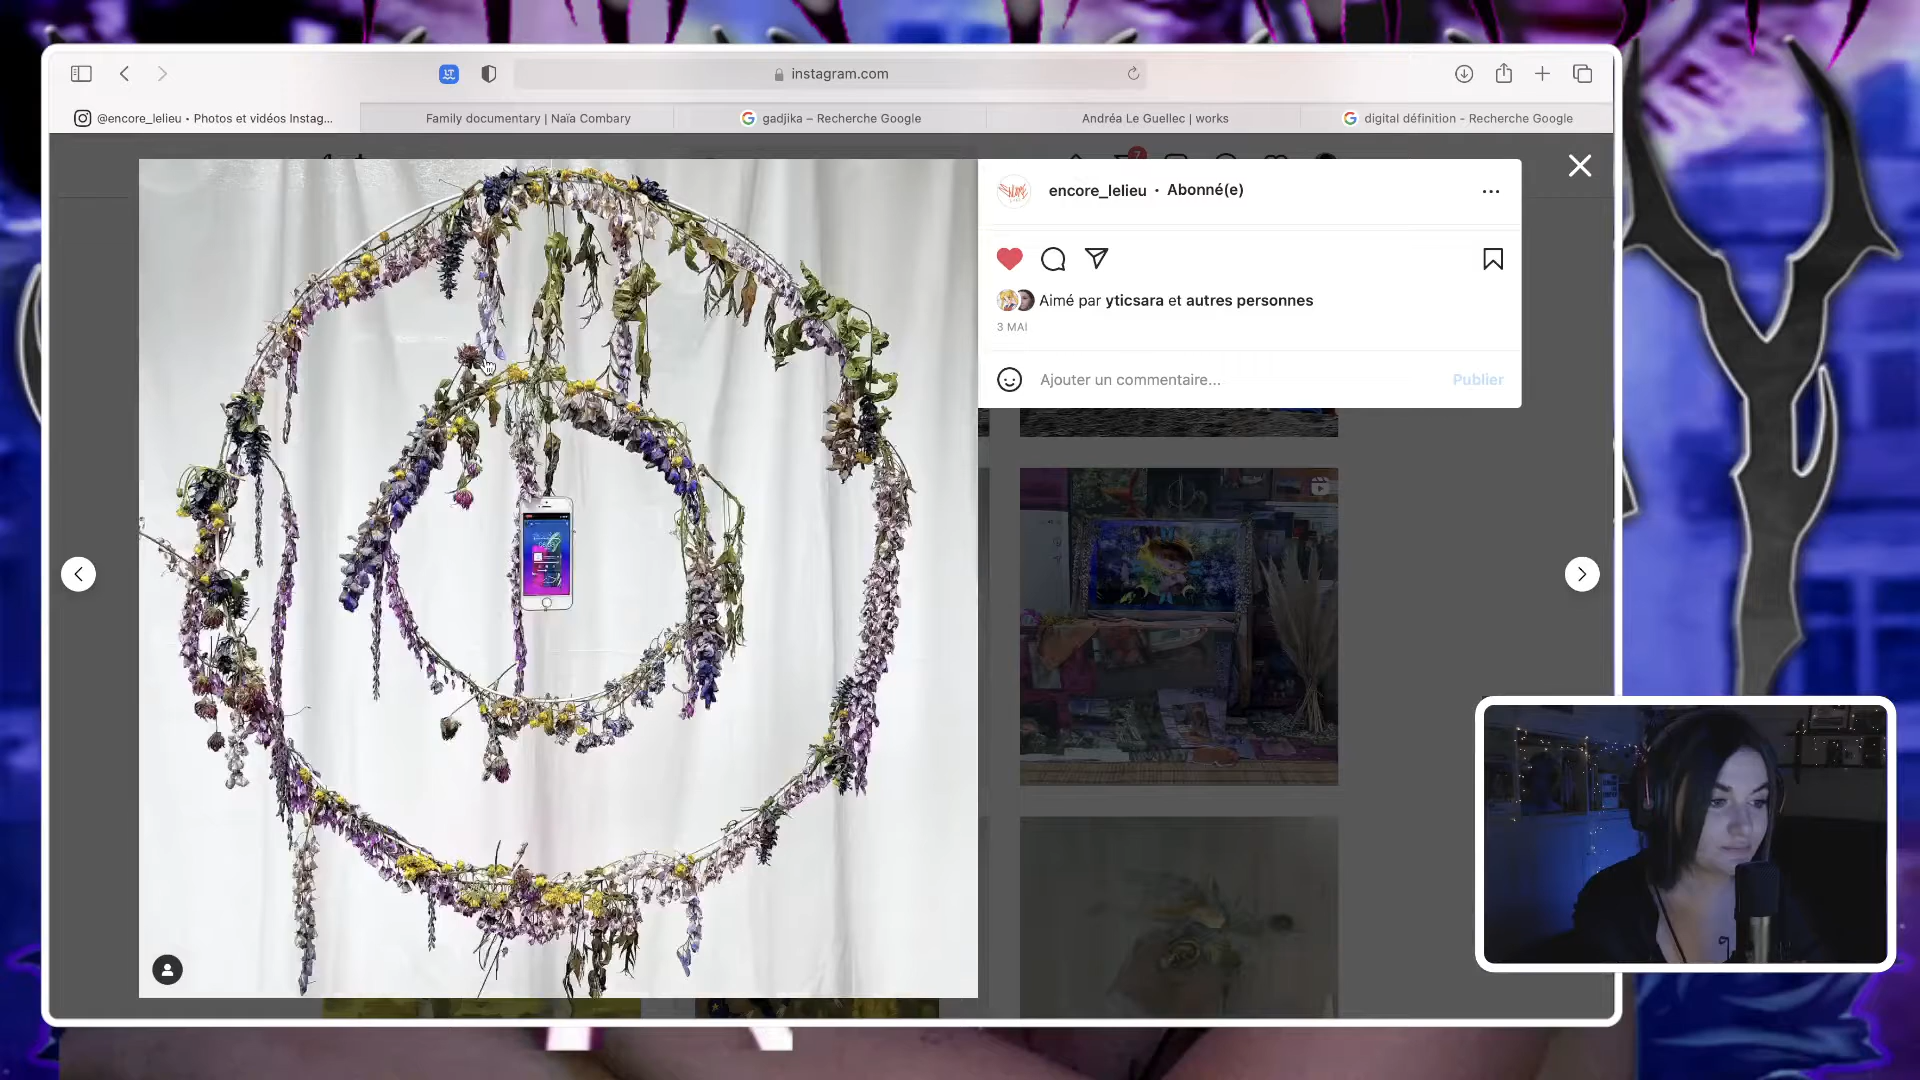 instagram.com
@encore_lelieu • Photos et vidéos Instag...
Family documentary | Naïa Combary
gadjika – Recherche Google
Andréa Le Guellec | works
digital définition - Recherche Google
7
encore_lelieu • Abonné(e)
Aimé par yticsara et autres personnes
3 MAI
Ajouter un commentaire...
Publier